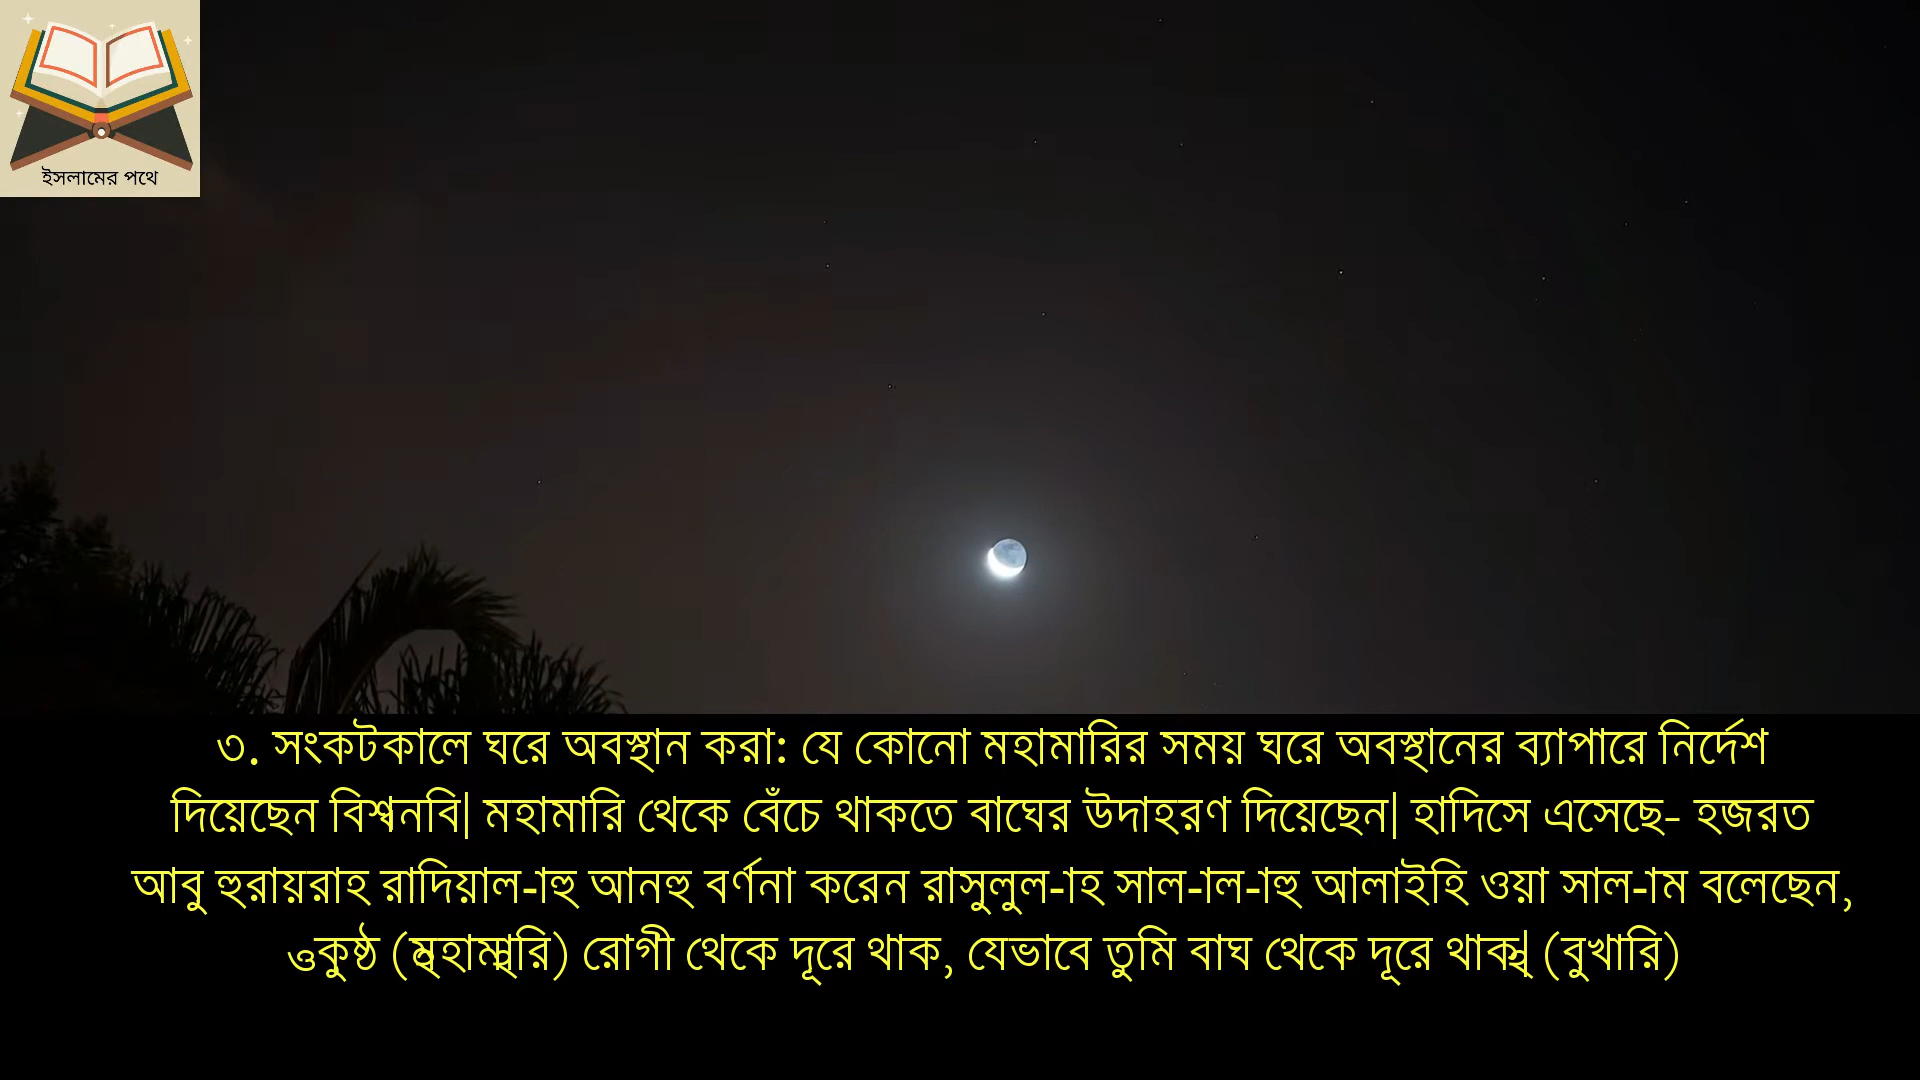 ইসলামের পথে
৩. সংকটকালে ঘরে অবস্থান করা: যে কোনো মহামারির সময় ঘরে অবস্থানের ব্যাপারে নির্দেশ
দিয়েছেন বিশ্বনবি| মহামারি থেকে বেঁচে থাকতে বাঘের উদাহরণ দিয়েছেন| হাদিসে এসেছে- হজরত
আবু হুরায়রাহ রাদিয়াল-াহু আনহু বর্ণনা করেন রাসুলুল-াহ সাল-াল-াহু আলাইহি ওয়া সাল-াম বলেছেন,
রোগী থেকে দূরে থাক, যেভাবে তুমি বাঘ থেকে দূরে (বুখারি)